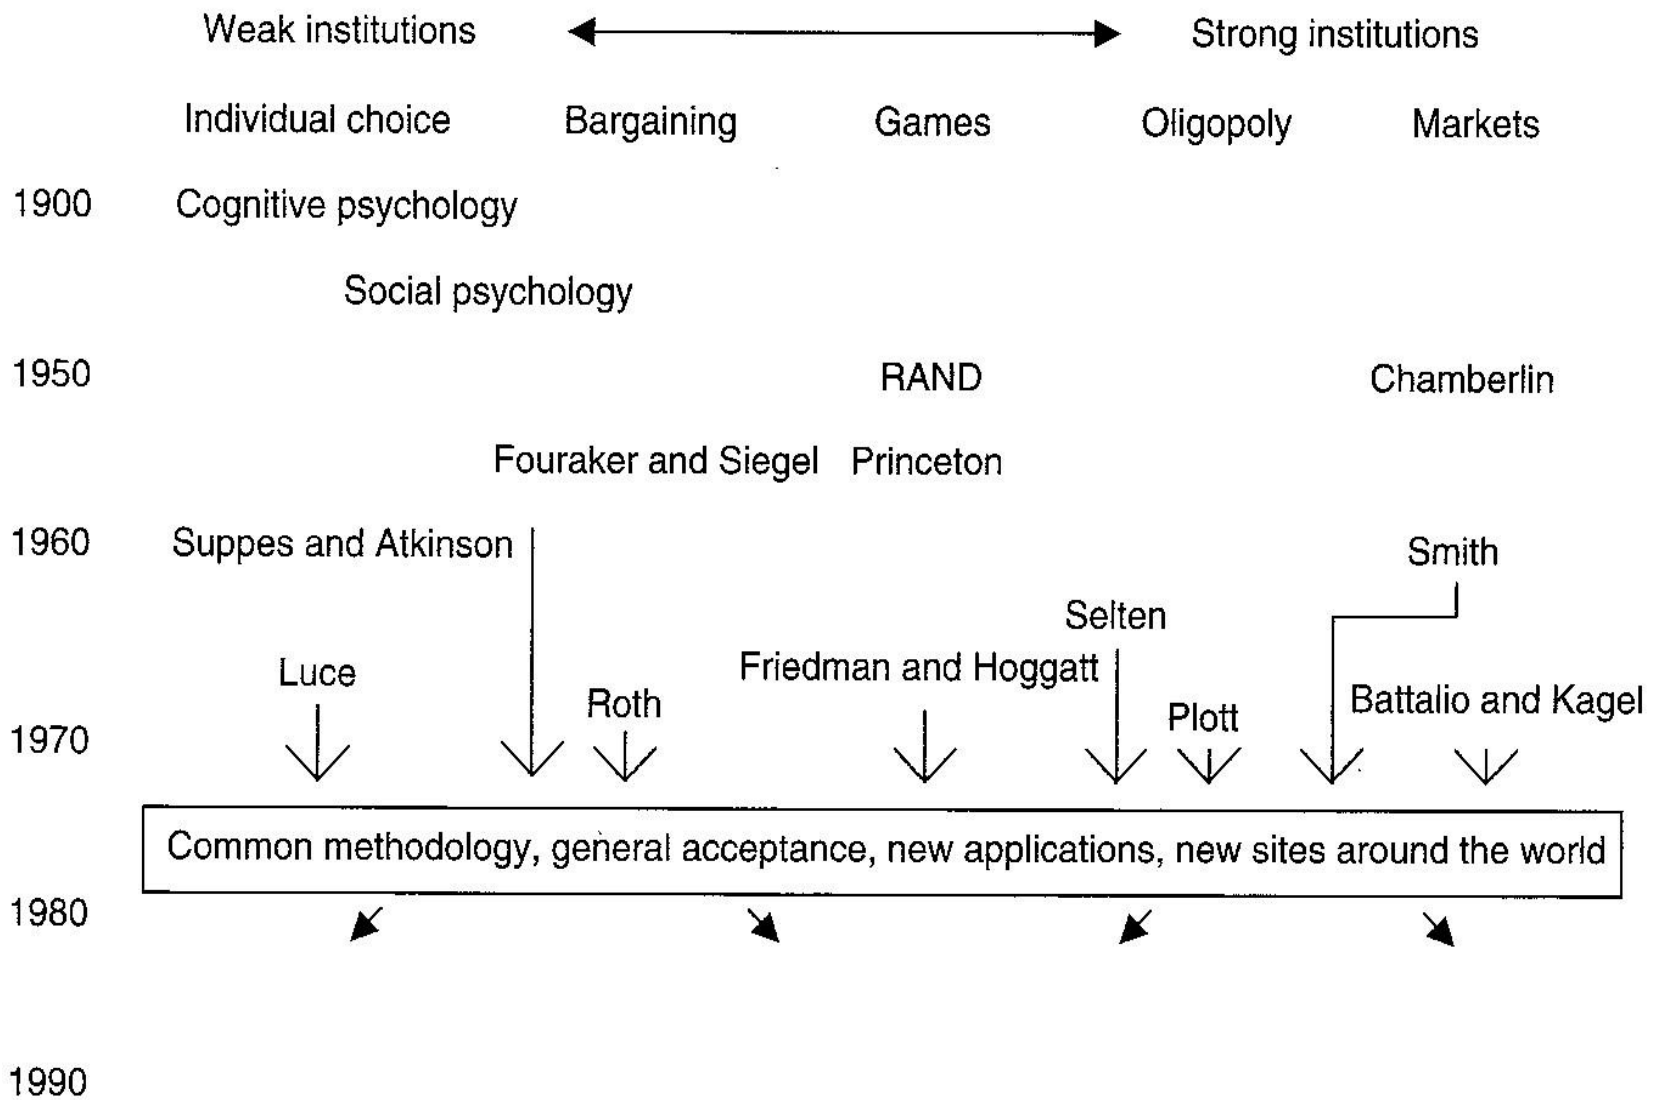 Weak institutions Strong institutions
Individual choice Bargaining Games Oligopoly Markets
1900 Cognitive psychology
Social psychology
1950 RAND Chamberlin
Fouraker and Siegel Princeton
1960 Suppes and Atkinson Smith
Selten
Luce Friedman and Hoggatt
Roth Plott Battalio and Kagel
1970
Common methodology, general acceptance, new applications, new sites around the world
1980
1990